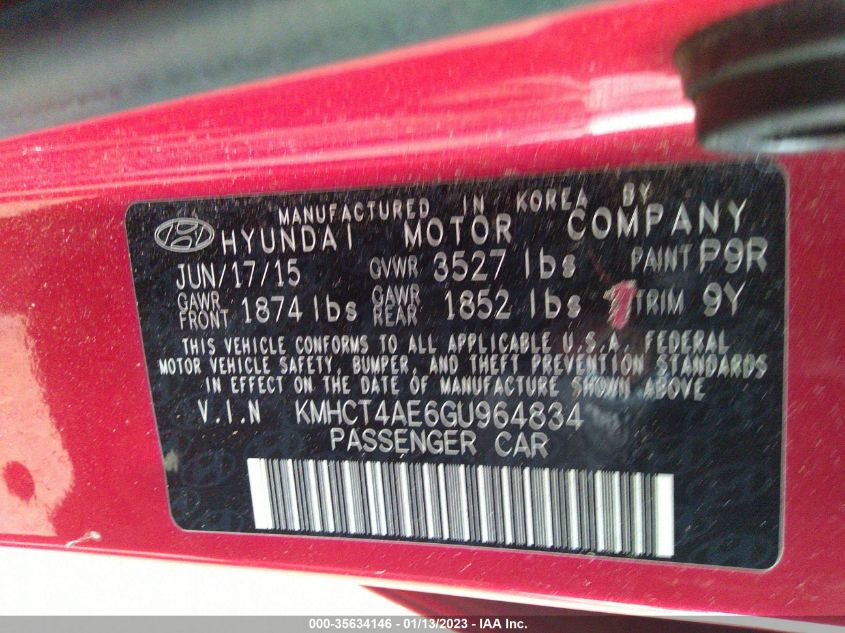 MANUFACTURED IN KOREA BY
HYUNDAI MOTOR COMPANY
JUN/17/15 GVWR 3527 lbs PAINT P9R
GAWR FRONT 1874 lbs GAWR REAR 1852 lbs TRIM 9Y
THIS VEHICLE CONFORMS TO ALL APPLICABLE U.S.A. FEDERAL
MOTOR VEHICLE SAFETY, BUMPER, AND THEFT PREVENTION STANDARDS
IN EFFECT ON THE DATE OF MANUFACTURE SHOWN ABOVE.
V.I.N KMHCT4AE6GU964834
PASSENGER CAR
000-35634146 - 01/13/2023 - IAA Inc.